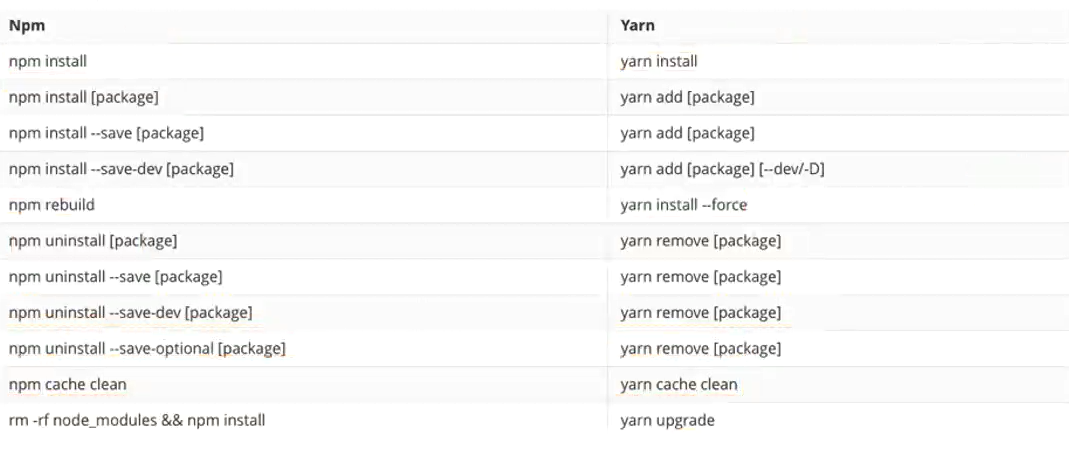 Npm Yarn
npm install yarn install
npm install [package] yarn add [package]
npm install --save [package] yarn add [package]
npm install --save-dev [package] yarn add [package] [--dev/-D]
npm rebuild yarn install --force
npm uninstall [package] yarn remove [package]
npm uninstall --save [package] yarn remove [package]
npm uninstall --save-dev [package] yarn remove [package]
npm uninstall --save-optional [package] yarn remove [package]
npm cache clean yarn cache clean
rm -rf node_modules && npm install yarn upgrade